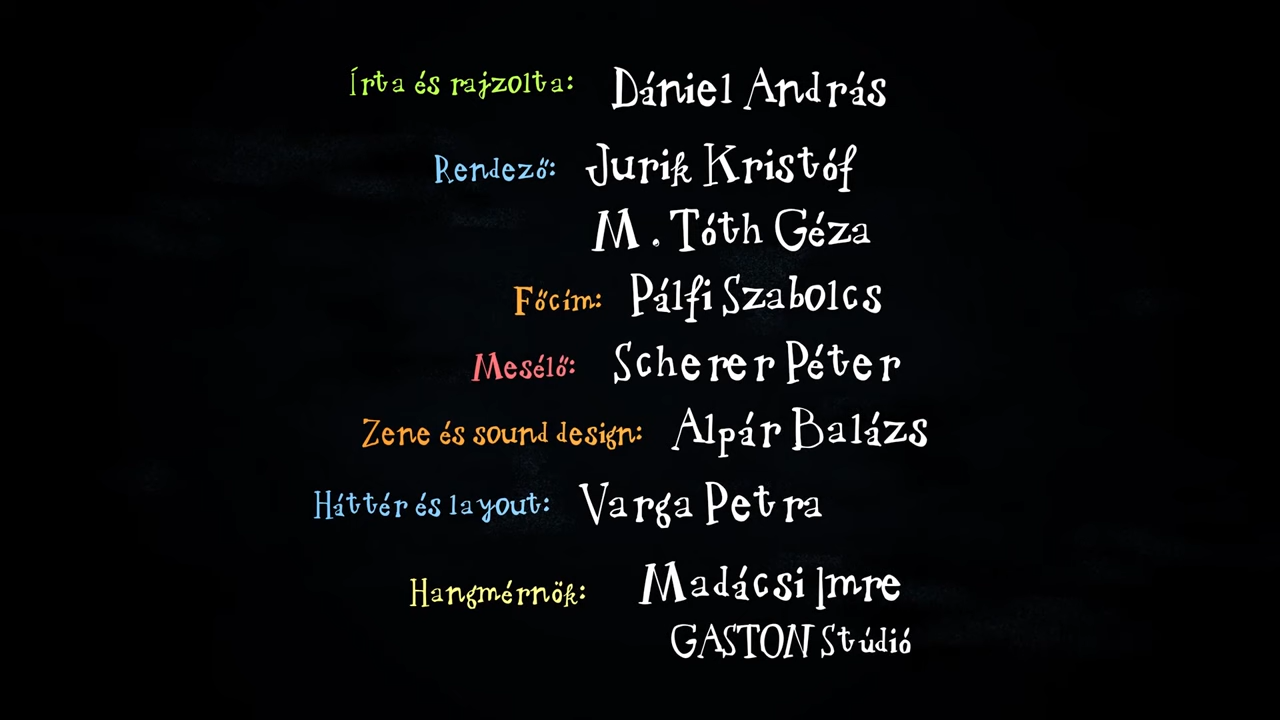 Írta és rajzolta: Dániel András
Rendező: Jurik Kristóf
M. Tóth Géza
Főcím: Pálfi Szabolcs
Mesélő: Scherer Péter
Zene és sound design: Alpár Balázs
Háttér és layout: Varga Petra
Hangmérnök: Madácsi Imre
GASTON Stúdió